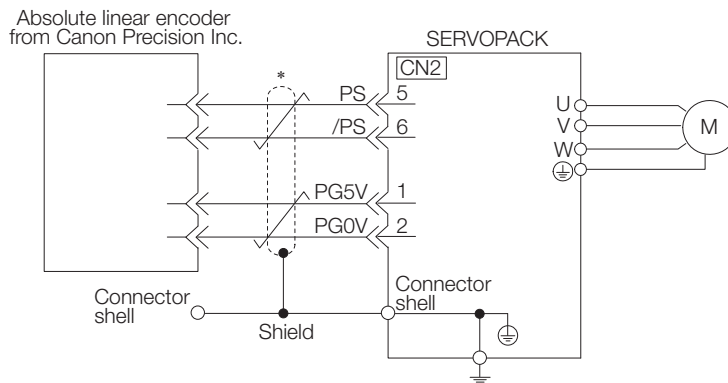 Absolute linear encoder
from Canon Precision Inc.
SERVOPACK
CN2
*
PS 5
/PS 6
PG5V 1
PG0V 2
U
V
W
M
Connector
shell
Shield
Connector
shell